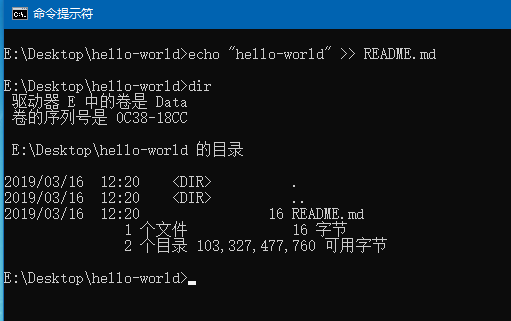 命令提示符
E:\Desktop\hello-world>echo "hello-world" >> README.md
E:\Desktop\hello-world>dir
驱动器 E 中的卷是 Data
卷的序列号是 0C38-18CC
E:\Desktop\hello-world 的目录
2019/03/16  12:20    <DIR>          .
2019/03/16  12:20    <DIR>          ..
2019/03/16  12:20                16 README.md
1 个文件             16 字节
2 个目录 103,327,477,760 可用字节
E:\Desktop\hello-world>